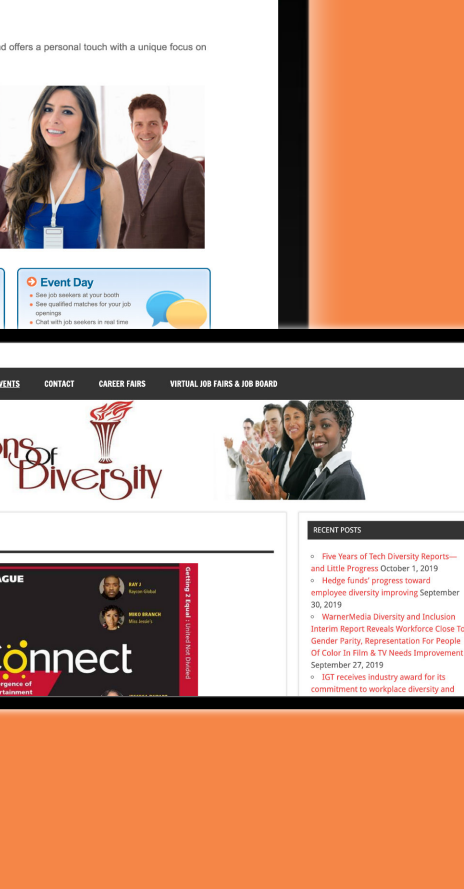 d offers a personal touch with a unique focus on
Event Day
See job seekers at your booth
See qualified matches for your job
openings
Chat with job seekers in real time
VENTS CONTACT CAREER FAIRS VIRTUAL JOB FAIRS & JOB BOARD
ons of
Diversity
RECENT POSTS
Five Years of Tech Diversity Reports—
and Little Progress October 1, 2019
Hedge funds' progress toward
employee diversity improving September
30, 2019
WarnerMedia Diversity and Inclusion
Interim Report Reveals Workforce Close To
Gender Parity, Representation For People
Of Color In Film & TV Needs Improvement
September 27, 2019
IGT receives industry award for its
commitment to workplace diversity and
AGUE
RAY J
Raycon Global
MIKO BRANCH
Miss Jessie's
Getting 2 Equal : United Not Divided
Connect
ergence of
rtainment